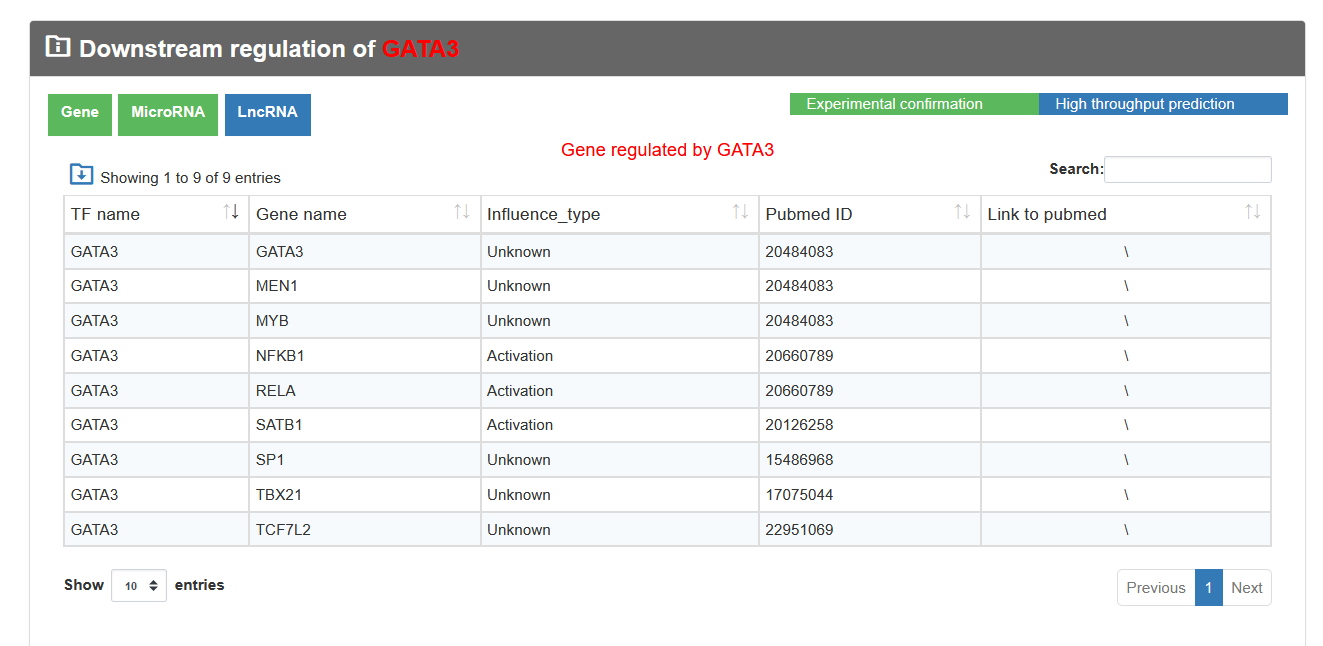 Downstream regulation of GATA3
Gene MicroRNA LncRNA
Experimental confirmation High throughput prediction
Gene regulated by GATA3
Showing 1 to 9 of 9 entries
Search:
TF name Gene name Influence_type Pubmed ID Link to pubmed
GATA3 GATA3 Unknown 20484083 \
GATA3 MEN1 Unknown 20484083 \
GATA3 MYB Unknown 20484083 \
GATA3 NFKB1 Activation 20660789 \
GATA3 RELA Activation 20660789 \
GATA3 SATB1 Activation 20126258 \
GATA3 SP1 Unknown 15486968 \
GATA3 TBX21 Unknown 17075044 \
GATA3 TCF7L2 Unknown 22951069 \
Show 10 entries
Previous 1 Next